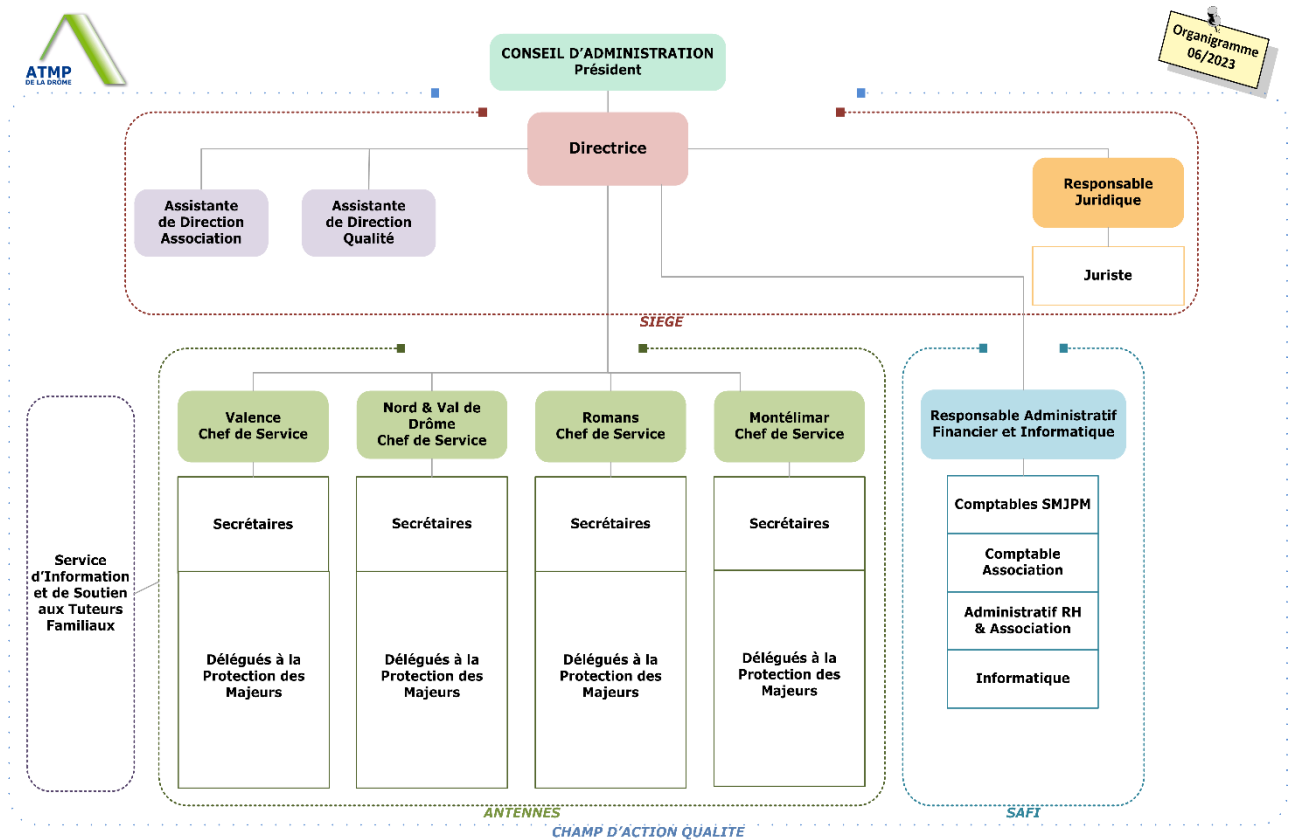 ATMP
DE LA DRÔME
CONSEIL D'ADMINISTRATION
Président
Organigramme
06/2023
Directrice
Assistante
de Direction
Association
Assistante
de Direction
Qualité
Responsable
Juridique
Juriste
SIEGE
Valence
Chef de Service
Nord & Val de
Drôme
Chef de Service
Romans
Chef de Service
Montélimar
Chef de Service
Responsable Administratif
Financier et Informatique
Secrétaires
Secrétaires
Secrétaires
Secrétaires
Comptables SMJPM
Comptable
Association
Administratif RH
& Association
Informatique
Service
d'Information
et de Soutien
aux Tuteurs
Familiaux
Délégués à la
Protection des
Majeurs
Délégués à la
Protection des
Majeurs
Délégués à la
Protection des
Majeurs
Délégués à la
Protection des
Majeurs
ANTENNES
SAFI
CHAMP D'ACTION QUALITE